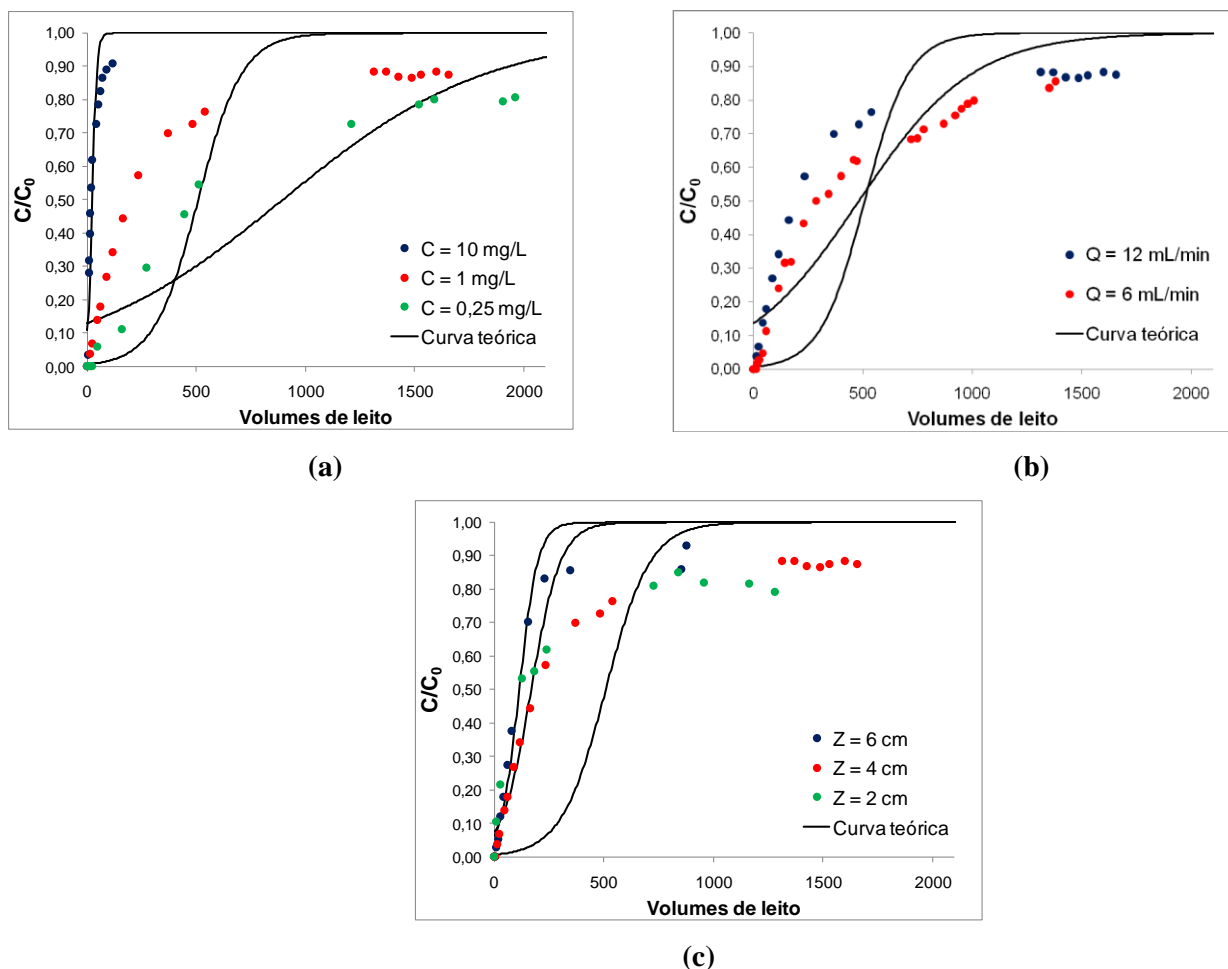 1,00
0,90
0,80
0,70
0,60
0,50
0,40
0,30
0,20
0,10
0,00
C/C0
C = 10 mg/L
C = 1 mg/L
C = 0,25 mg/L
Curva teórica
0 500 1000 1500 2000
Volumes de leito
(a)
1,00
0,90
0,80
0,70
0,60
0,50
0,40
0,30
0,20
0,10
0,00
C/C0
Q = 12 mL/min
Q = 6 mL/min
Curva teórica
0 500 1000 1500 2000
Volumes de leito
(b)
1,00
0,90
0,80
0,70
0,60
0,50
0,40
0,30
0,20
0,10
0,00
C/C0
Z = 6 cm
Z = 4 cm
Z = 2 cm
Curva teórica
0 500 1000 1500 2000
Volumes de leito
(c)